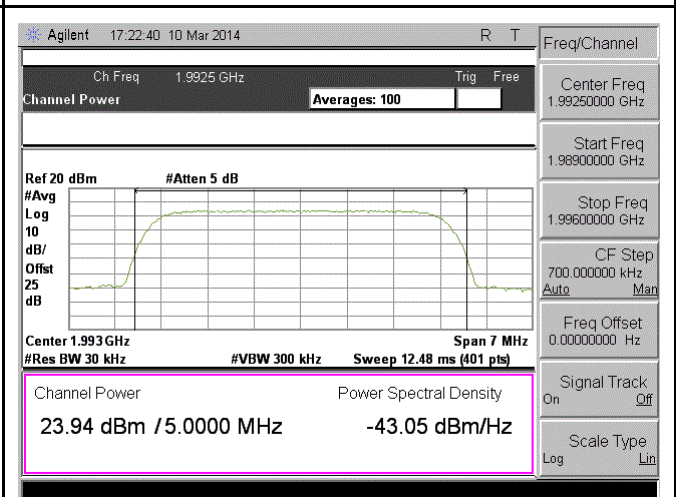 Agilent 17:22:40 10 Mar 2014 R T
Ch Freq 1.9925 GHz Trig Free
Channel Power Averages: 100
Ref 20 dBm #Atten 5 dB
#Avg
Log
10
dB/
Offst
25
dB
Center 1.993 GHz Span 7 MHz
#Res BW 30 kHz #VBW 300 kHz Sweep 12.48 ms (401 pts)
Channel Power Power Spectral Density
23.94 dBm / 5.0000 MHz -43.05 dBm/Hz
Freq/Channel
Center Freq
1.99250000 GHz
Start Freq
1.98900000 GHz
Stop Freq
1.99600000 GHz
CF Step
700.000000 kHz
Auto Man
Freq Offset
0.00000000 Hz
Signal Track
On Off
Scale Type
Log Lin